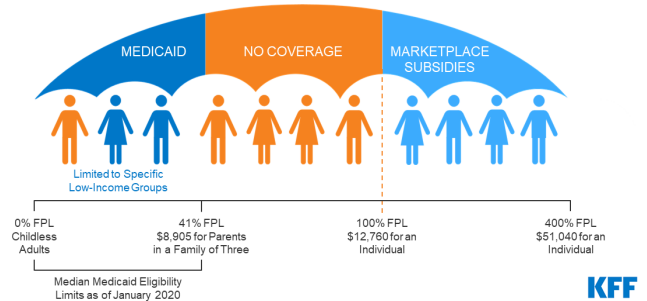 MEDICAID
NO COVERAGE
MARKETPLACE
SUBSIDIES
Limited to Specific
Low-Income Groups
0% FPL
Childless
Adults
41% FPL
$8,905 for Parents
in a Family of Three
100% FPL
$12,760 for an
Individual
400% FPL
$51,040 for an
Individual
Median Medicaid Eligibility
Limits as of January 2020
KFF